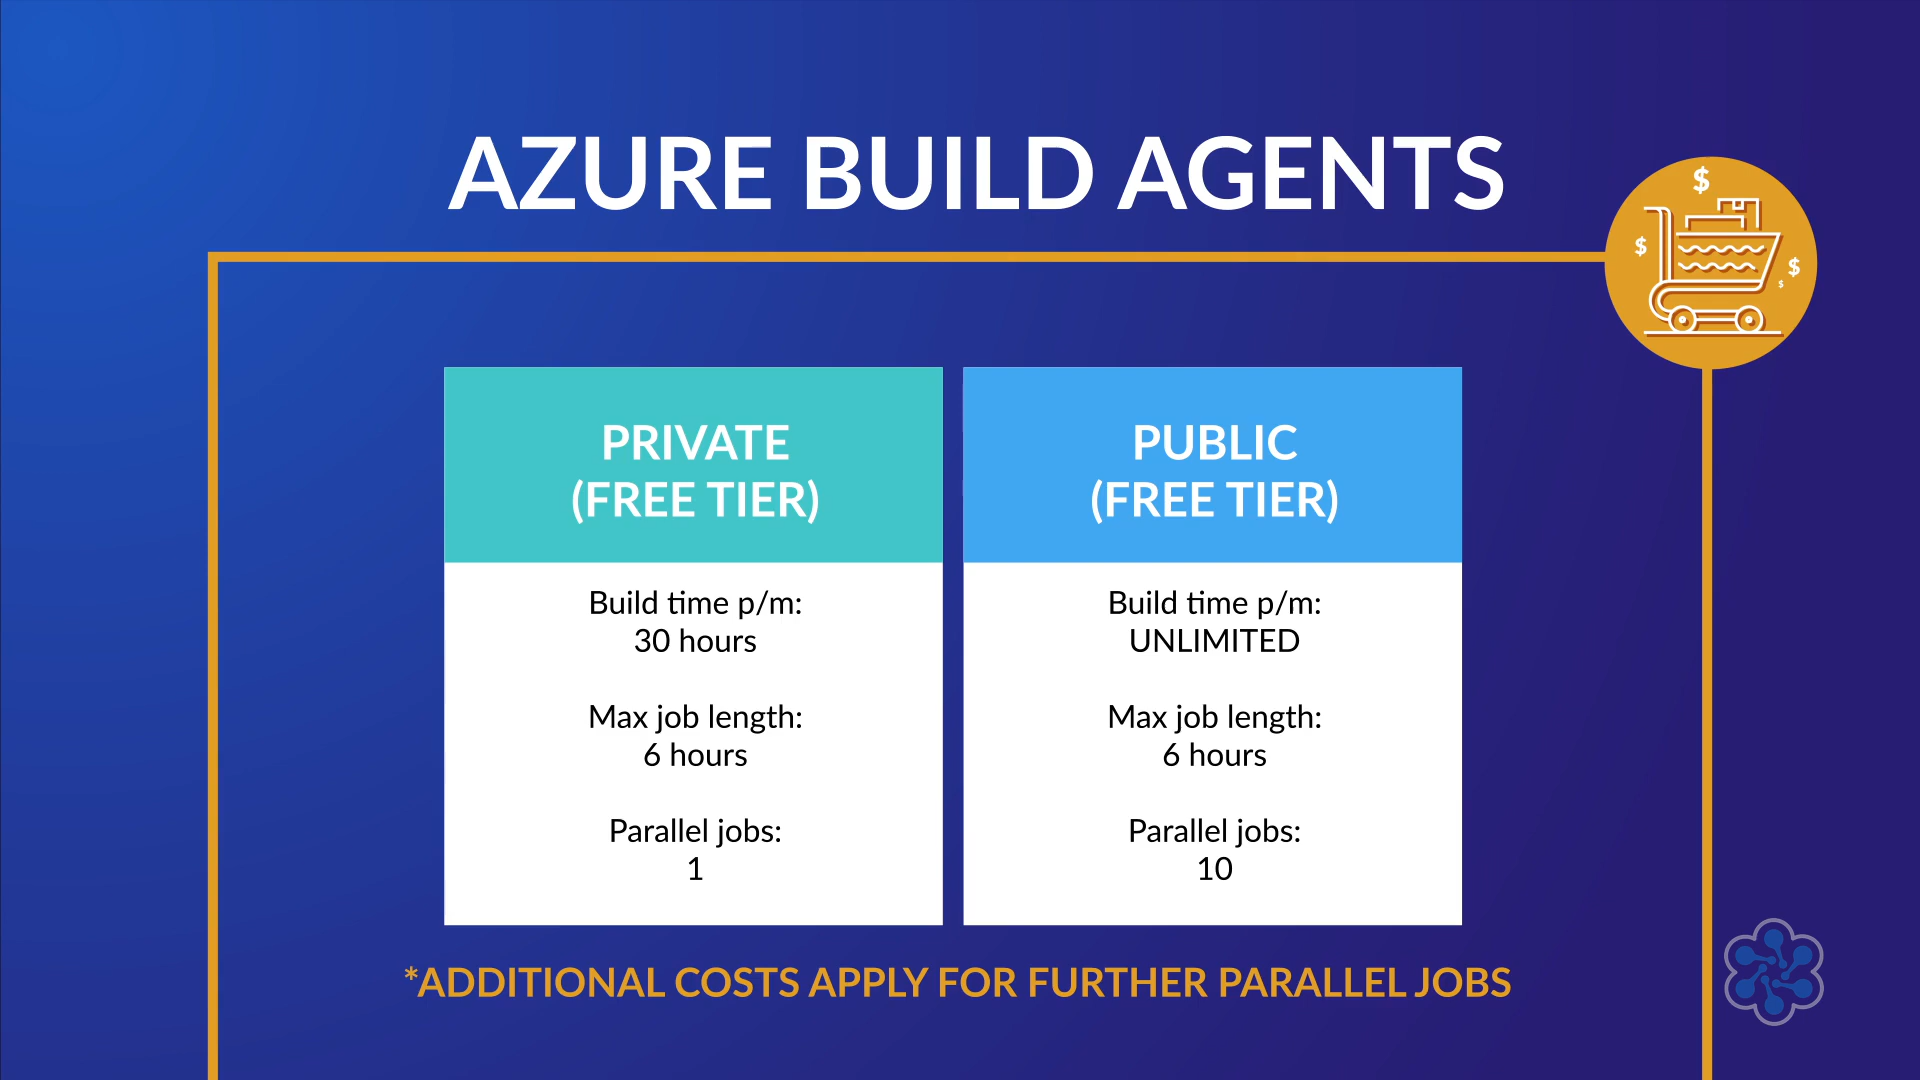 AZURE BUILD AGENTS
$
$
$
$
PRIVATE
(FREE TIER)
Build time p/m:
30 hours
Max job length:
6 hours
Parallel jobs:
1
PUBLIC
(FREE TIER)
Build time p/m:
UNLIMITED
Max job length:
6 hours
Parallel jobs:
10
*ADDITIONAL COSTS APPLY FOR FURTHER PARALLEL JOBS